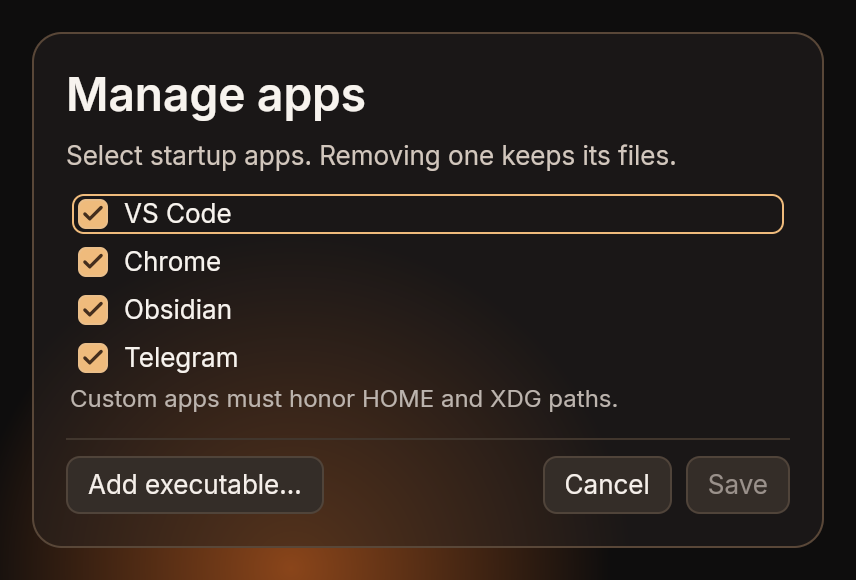 Manage apps
Select startup apps. Removing one keeps its files.
VS Code
Chrome
Obsidian
Telegram
Custom apps must honor HOME and XDG paths.
Add executable...
Cancel
Save